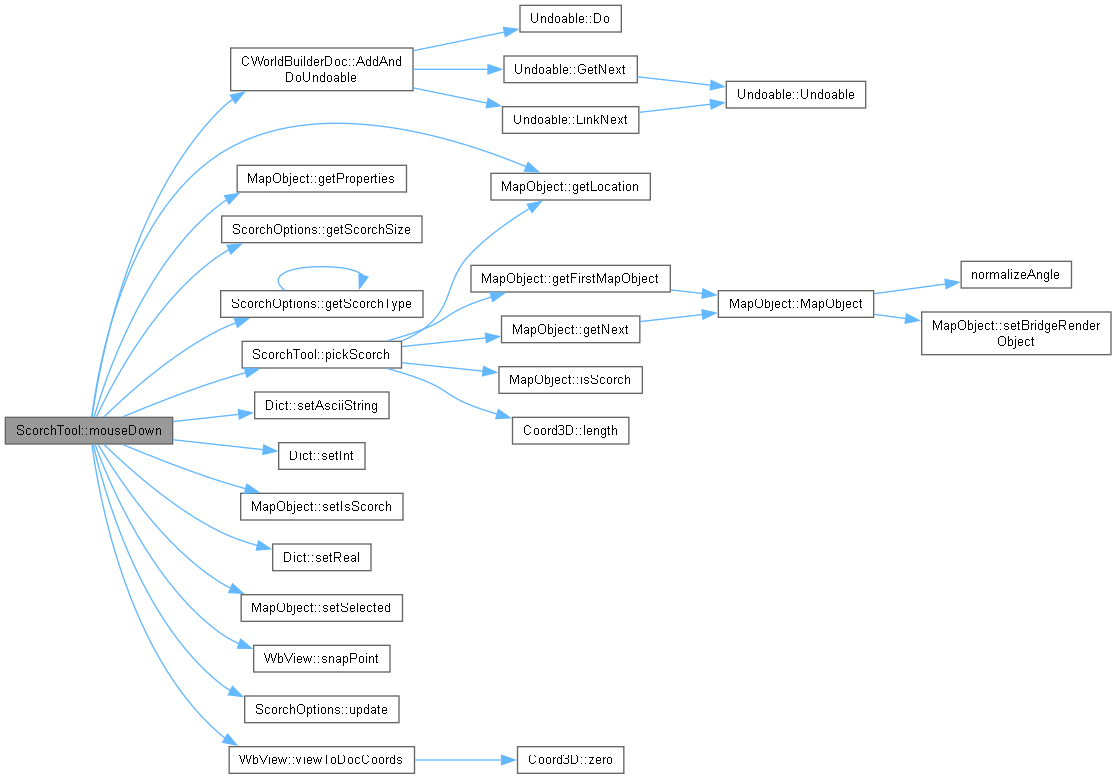 Undoable::Do
CWorldBuilderDoc::AddAnd
DoUndoable
Undoable::GetNext
Undoable::Undoable
Undoable::LinkNext
MapObject::getProperties
MapObject::getLocation
ScorchOptions::getScorchSize
MapObject::getFirstMapObject
normalizeAngle
ScorchOptions::getScorchType
MapObject::MapObject
MapObject::getNext
MapObject::setBridgeRender
Object
ScorchTool::pickScorch
MapObject::isScorch
Dict::setAsciiString
ScorchTool::mouseDown
Coord3D::length
Dict::setInt
MapObject::setIsScorch
Dict::setReal
MapObject::setSelected
WbView::snapPoint
ScorchOptions::update
WbView::viewToDocCoords
Coord3D::zero